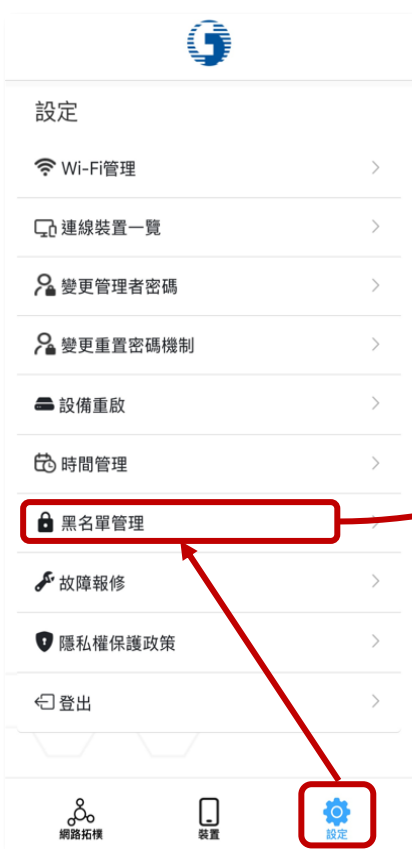 設定
Wi-Fi管理
連線裝置一覽
變更管理者密碼
變更重置密碼機制
設備重啟
時間管理
黑名單管理
故障報修
隱私權保護政策
登出
網路拓樸
裝置
設定